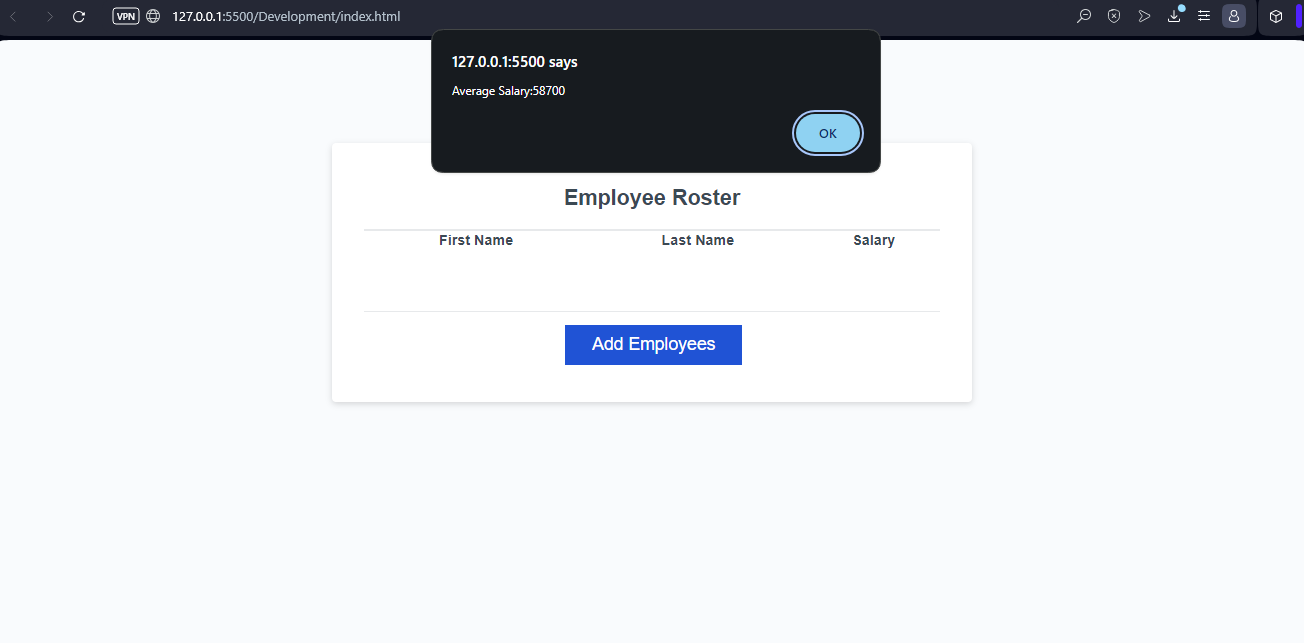 VPN 127.0.0.1:5500/Development/index.html
127.0.0.1:5500 says
Average Salary:58700
OK
Employee Roster
First Name Last Name Salary
Add Employees